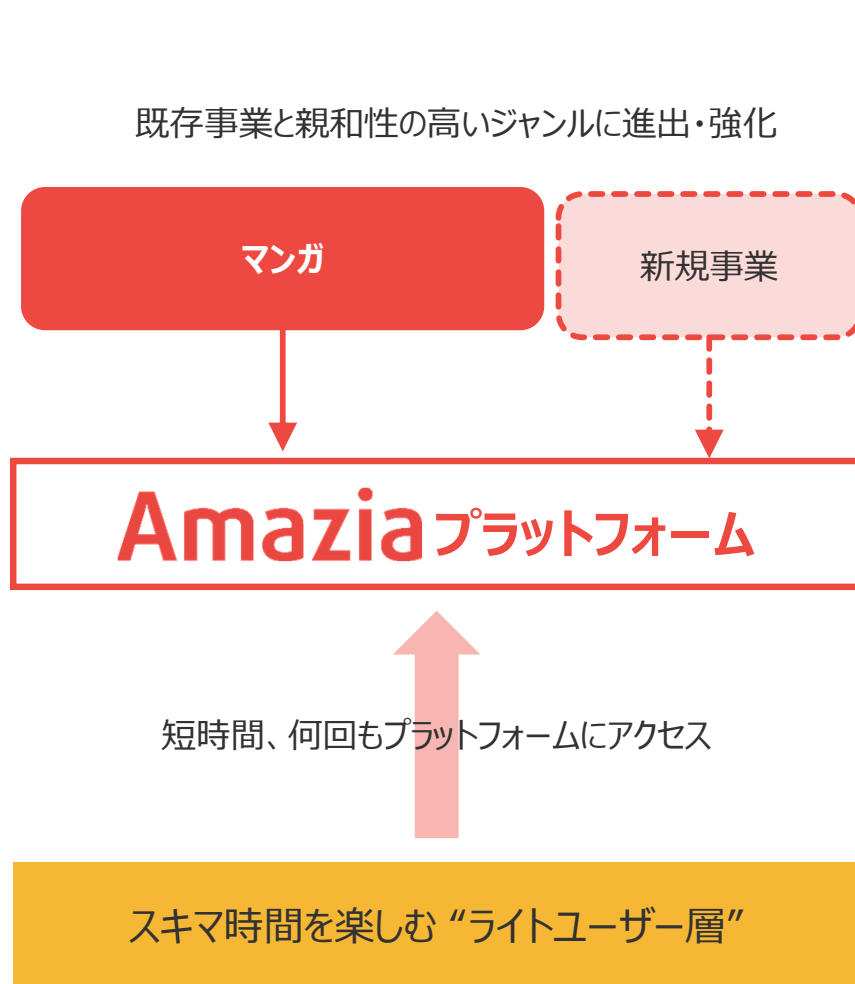 既存事業と親和性の高いジャンルに進出・強化
マンガ
新規事業
Amaziaプラットフォーム
短時間、何回もプラットフォームにアクセス
スキマ時間を楽しむ “ライトユーザー層”